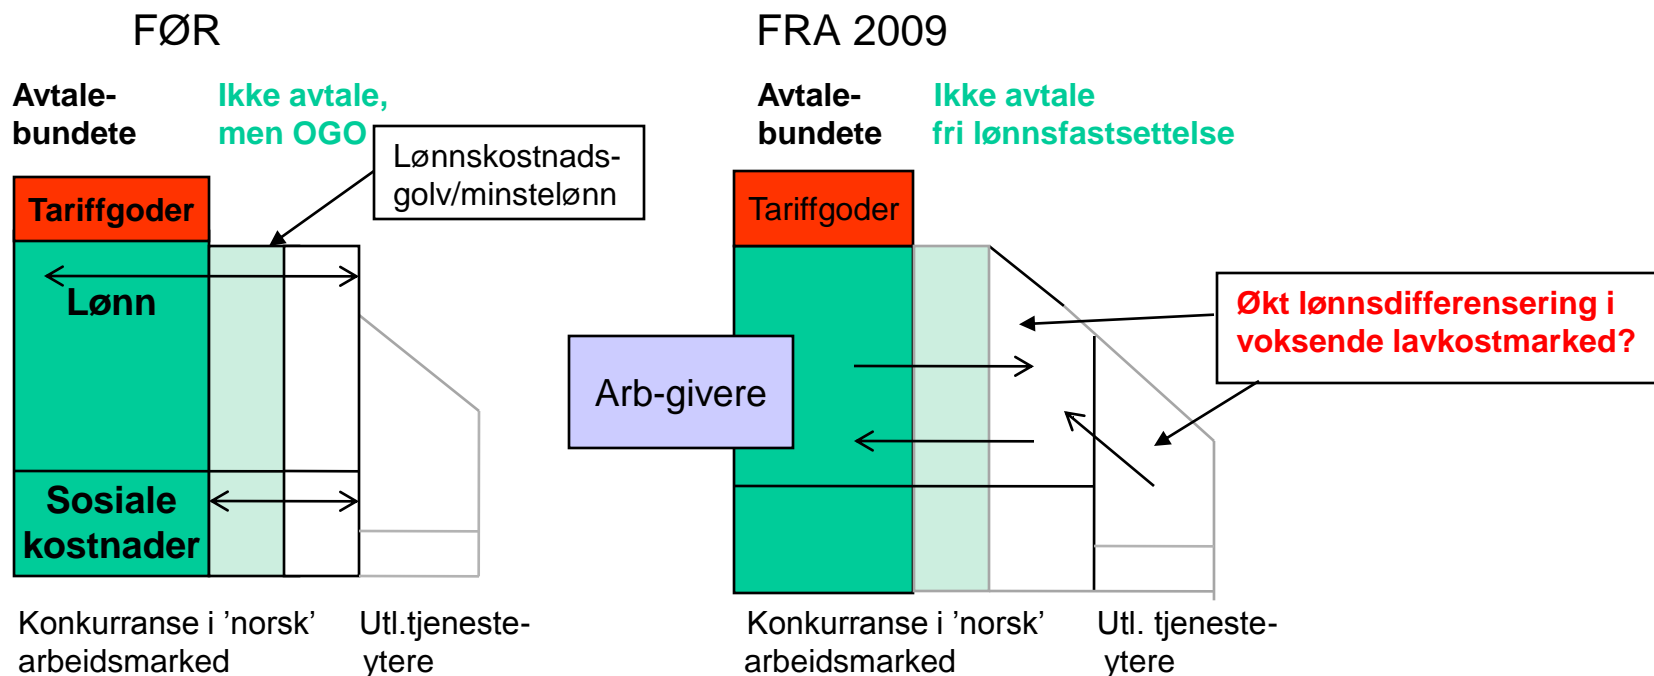 FØR
Avtale-
bundete
Ikke avtale,
men OGO
Lønnskostnads-
golv/minstelønn
Tariffgoder
Lønn
Sosiale
kostnader
Konkurranse i ’norsk’
arbeidsmarked
Utl.tjeneste-
ytere
FRA 2009
Avtale-
bundete
Ikke avtale
fri lønnsfastsettelse
Tariffgoder
Arb-givere
Økt lønnsdifferensering i
voksende lavkostmarked?
Konkurranse i ’norsk’
arbeidsmarked
Utl. tjeneste-
ytere